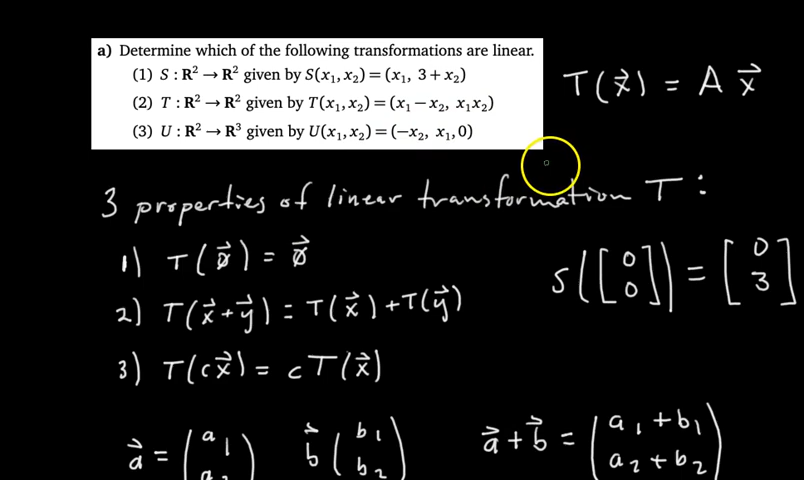 a) Determine which of the following transformations are linear.
(1) S : R² → R² given by S(x₁, x₂) = (x₁, 3 + x₂)
(2) T : R² → R² given by T(x₁, x₂) = (x₁ − x₂, x₁x₂)
(3) U : R² → R³ given by U(x₁, x₂) = (−x₂, x₁, 0)
T(x⃗) = A x⃗
3 properties of linear transformation T :
1) T(0⃗) = 0⃗
S([0 0]) = [0 3]
2) T(x⃗+y⃗) = T(x⃗)+T(y⃗)
3) T(cx⃗) = cT(x⃗)
a⃗ = (a₁ a₂) b⃗ (b₁ b₂) a⃗+b⃗ = (a₁+b₁ a₂+b₂)